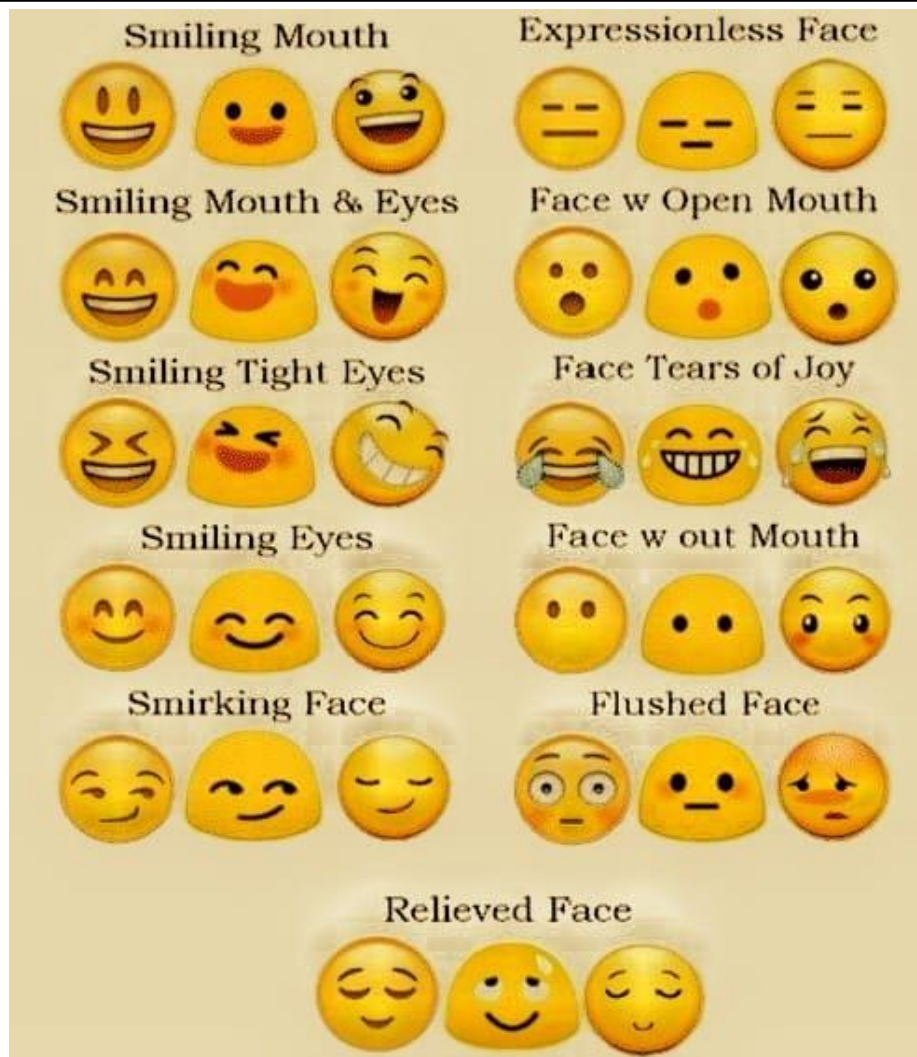 Smiling Mouth
Expressionless Face
Smiling Mouth & Eyes
Face w Open Mouth
Smiling Tight Eyes
Face Tears of Joy
Smiling Eyes
Face w out Mouth
Smirking Face
Flushed Face
Relieved Face